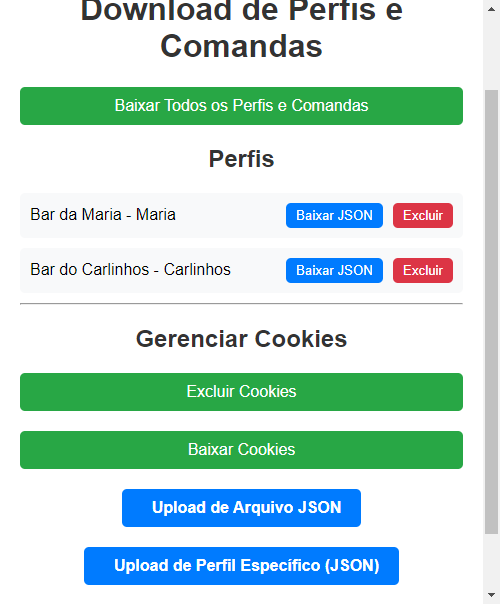 Download de Perfis e
Comandas
Baixar Todos os Perfis e Comandas
Perfis
Bar da Maria - Maria
Baixar JSON
Excluir
Bar do Carlinhos - Carlinhos
Baixar JSON
Excluir
Gerenciar Cookies
Excluir Cookies
Baixar Cookies
Upload de Arquivo JSON
Upload de Perfil Específico (JSON)